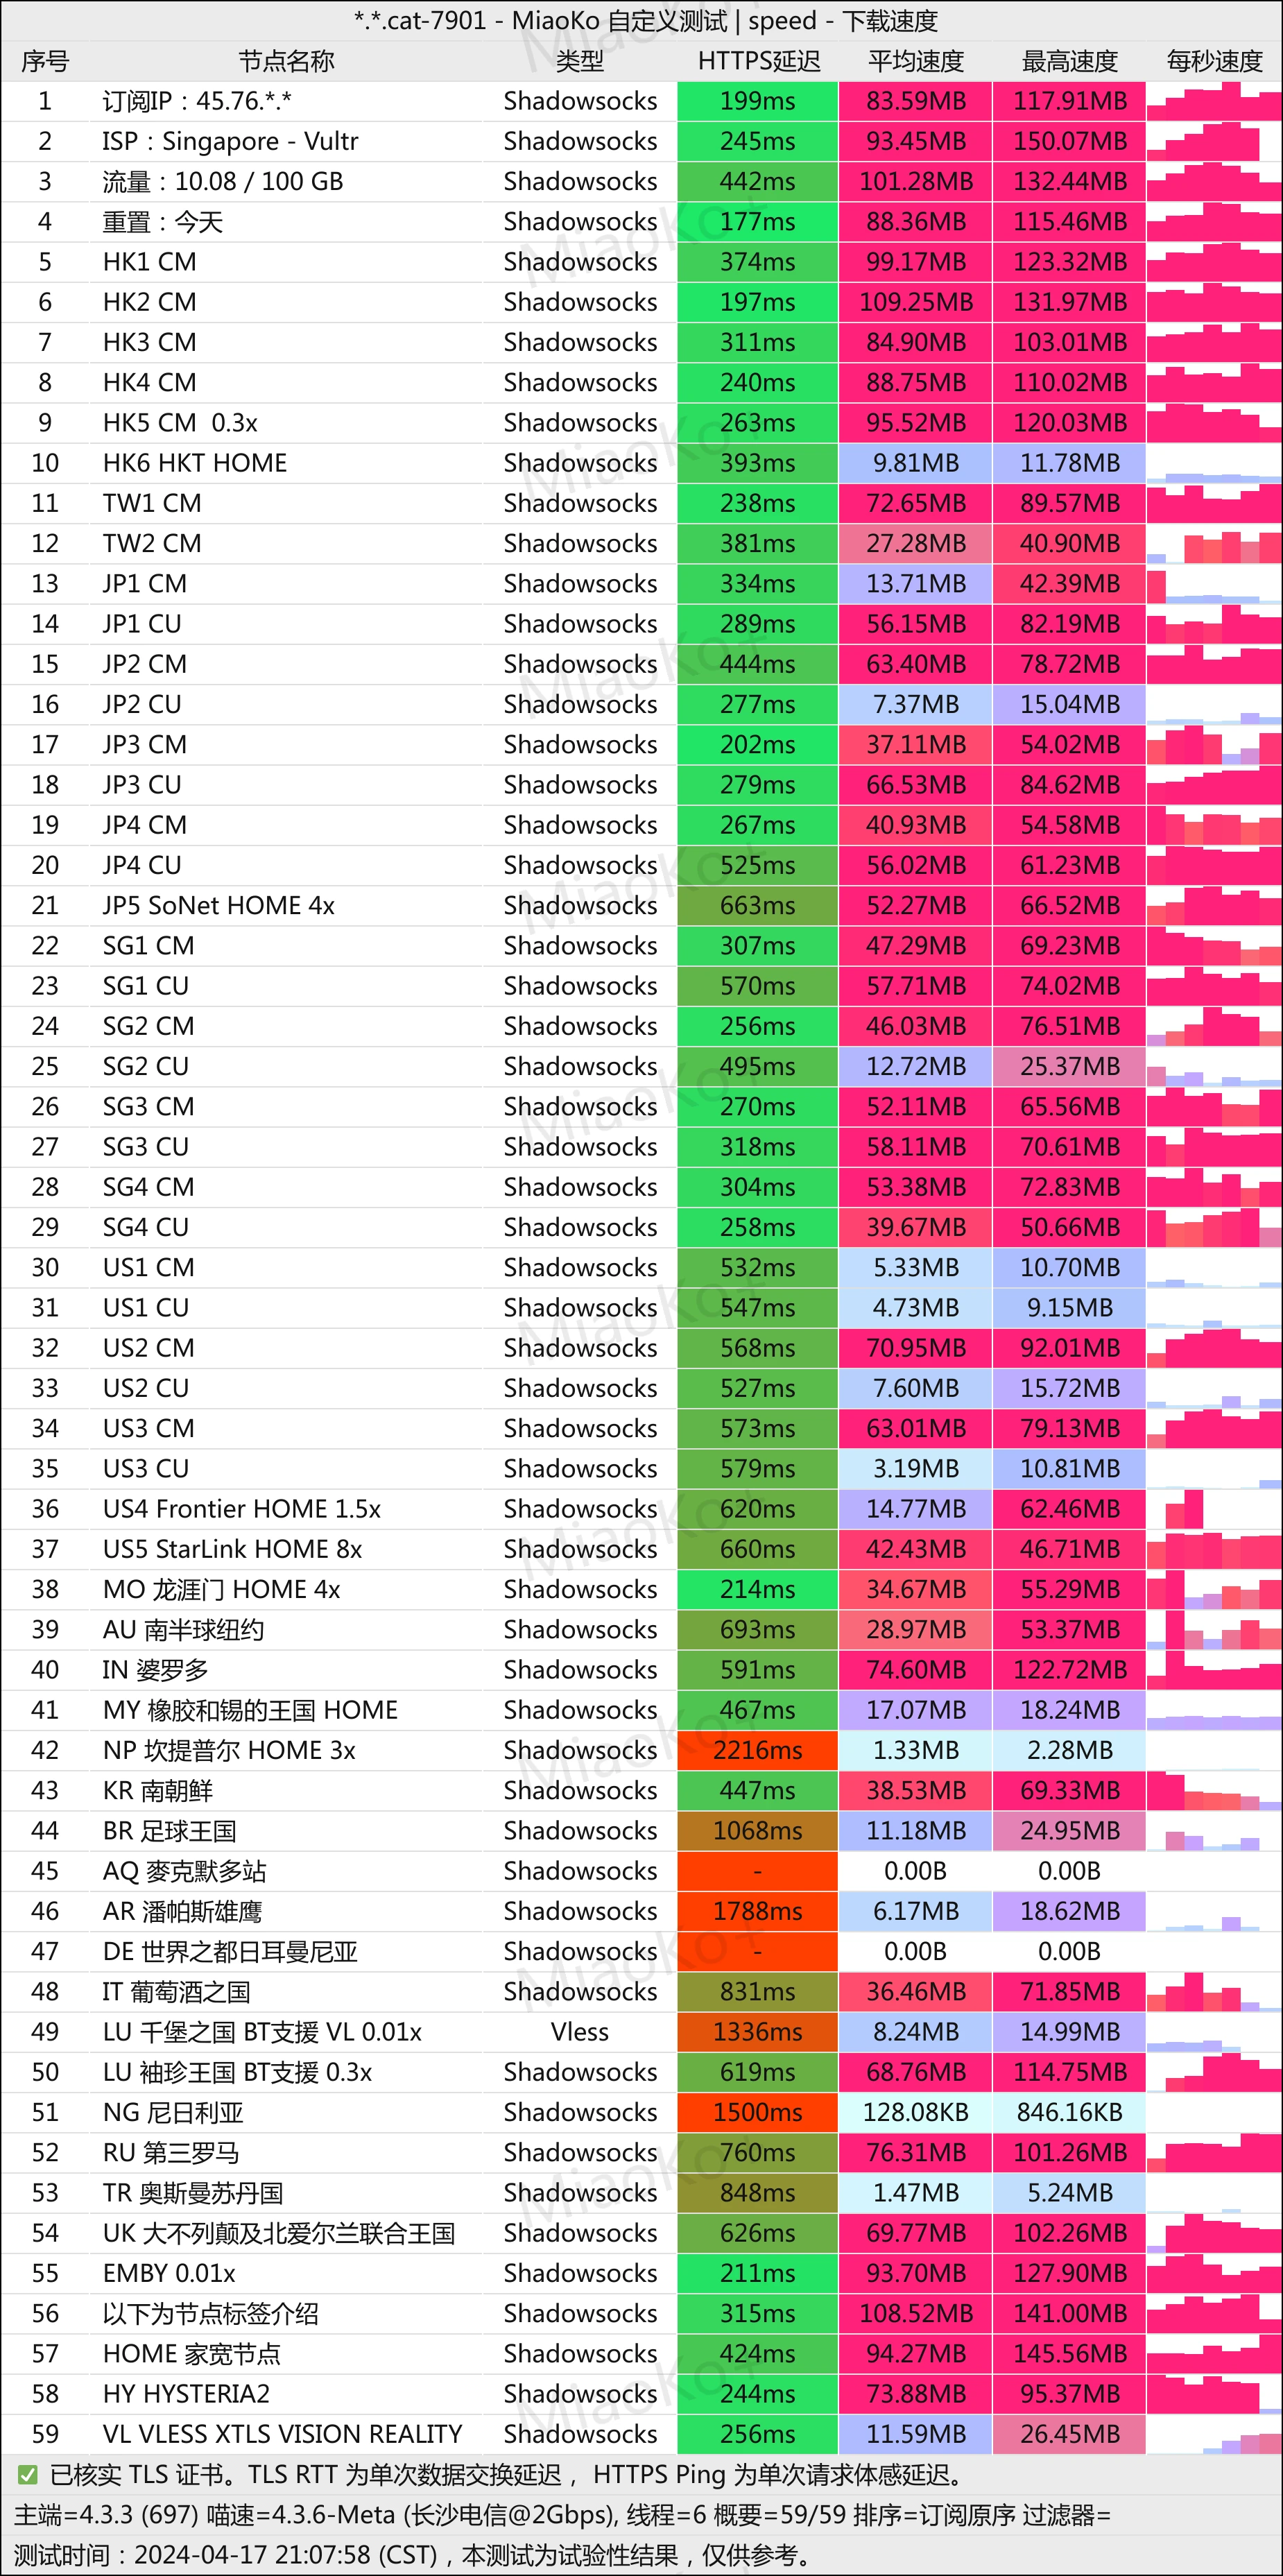 *.*.cat-7901 - MiaoKo 自定义测试 | speed - 下载速度
序号 节点名称 类型 HTTPS延迟 平均速度 最高速度 每秒速度
1 订阅IP：45.76.*.* Shadowsocks 199ms 83.59MB 117.91MB
2 ISP：Singapore - Vultr Shadowsocks 245ms 93.45MB 150.07MB
3 流量：10.08 / 100 GB Shadowsocks 442ms 101.28MB 132.44MB
4 重置：今天 Shadowsocks 177ms 88.36MB 115.46MB
5 HK1 CM Shadowsocks 374ms 99.17MB 123.32MB
6 HK2 CM Shadowsocks 197ms 109.25MB 131.97MB
7 HK3 CM Shadowsocks 311ms 84.90MB 103.01MB
8 HK4 CM Shadowsocks 240ms 88.75MB 110.02MB
9 HK5 CM  0.3x Shadowsocks 263ms 95.52MB 120.03MB
10 HK6 HKT HOME Shadowsocks 393ms 9.81MB 11.78MB
11 TW1 CM Shadowsocks 238ms 72.65MB 89.57MB
12 TW2 CM Shadowsocks 381ms 27.28MB 40.90MB
13 JP1 CM Shadowsocks 334ms 13.71MB 42.39MB
14 JP1 CU Shadowsocks 289ms 56.15MB 82.19MB
15 JP2 CM Shadowsocks 444ms 63.40MB 78.72MB
16 JP2 CU Shadowsocks 277ms 7.37MB 15.04MB
17 JP3 CM Shadowsocks 202ms 37.11MB 54.02MB
18 JP3 CU Shadowsocks 279ms 66.53MB 84.62MB
19 JP4 CM Shadowsocks 267ms 40.93MB 54.58MB
20 JP4 CU Shadowsocks 525ms 56.02MB 61.23MB
21 JP5 SoNet HOME 4x Shadowsocks 663ms 52.27MB 66.52MB
22 SG1 CM Shadowsocks 307ms 47.29MB 69.23MB
23 SG1 CU Shadowsocks 570ms 57.71MB 74.02MB
24 SG2 CM Shadowsocks 256ms 46.03MB 76.51MB
25 SG2 CU Shadowsocks 495ms 12.72MB 25.37MB
26 SG3 CM Shadowsocks 270ms 52.11MB 65.56MB
27 SG3 CU Shadowsocks 318ms 58.11MB 70.61MB
28 SG4 CM Shadowsocks 304ms 53.38MB 72.83MB
29 SG4 CU Shadowsocks 258ms 39.67MB 50.66MB
30 US1 CM Shadowsocks 532ms 5.33MB 10.70MB
31 US1 CU Shadowsocks 547ms 4.73MB 9.15MB
32 US2 CM Shadowsocks 568ms 70.95MB 92.01MB
33 US2 CU Shadowsocks 527ms 7.60MB 15.72MB
34 US3 CM Shadowsocks 573ms 63.01MB 79.13MB
35 US3 CU Shadowsocks 579ms 3.19MB 10.81MB
36 US4 Frontier HOME 1.5x Shadowsocks 620ms 14.77MB 62.46MB
37 US5 StarLink HOME 8x Shadowsocks 660ms 42.43MB 46.71MB
38 MO 龙涯门 HOME 4x Shadowsocks 214ms 34.67MB 55.29MB
39 AU 南半球纽约 Shadowsocks 693ms 28.97MB 53.37MB
40 IN 婆罗多 Shadowsocks 591ms 74.60MB 122.72MB
41 MY 橡胶和锡的王国 HOME Shadowsocks 467ms 17.07MB 18.24MB
42 NP 坎提普尔 HOME 3x Shadowsocks 2216ms 1.33MB 2.28MB
43 KR 南朝鲜 Shadowsocks 447ms 38.53MB 69.33MB
44 BR 足球王国 Shadowsocks 1068ms 11.18MB 24.95MB
45 AQ 麥克默多站 Shadowsocks - 0.00B 0.00B
46 AR 潘帕斯雄鹰 Shadowsocks 1788ms 6.17MB 18.62MB
47 DE 世界之都日耳曼尼亚 Shadowsocks - 0.00B 0.00B
48 IT 葡萄酒之国 Shadowsocks 831ms 36.46MB 71.85MB
49 LU 千堡之国 BT支援 VL 0.01x Vless 1336ms 8.24MB 14.99MB
50 LU 袖珍王国 BT支援 0.3x Shadowsocks 619ms 68.76MB 114.75MB
51 NG 尼日利亚 Shadowsocks 1500ms 128.08KB 846.16KB
52 RU 第三罗马 Shadowsocks 760ms 76.31MB 101.26MB
53 TR 奥斯曼苏丹国 Shadowsocks 848ms 1.47MB 5.24MB
54 UK 大不列颠及北爱尔兰联合王国 Shadowsocks 626ms 69.77MB 102.26MB
55 EMBY 0.01x Shadowsocks 211ms 93.70MB 127.90MB
56 以下为节点标签介绍 Shadowsocks 315ms 108.52MB 141.00MB
57 HOME 家宽节点 Shadowsocks 424ms 94.27MB 145.56MB
58 HY HYSTERIA2 Shadowsocks 244ms 73.88MB 95.37MB
59 VL VLESS XTLS VISION REALITY Shadowsocks 256ms 11.59MB 26.45MB
✅ 已核实 TLS 证书。TLS RTT 为单次数据交换延迟， HTTPS Ping 为单次请求体感延迟。
主端=4.3.3 (697) 喵速=4.3.6-Meta (长沙电信@2Gbps), 线程=6 概要=59/59 排序=订阅原序 过滤器=
测试时间：2024-04-17 21:07:58 (CST)，本测试为试验性结果，仅供参考。